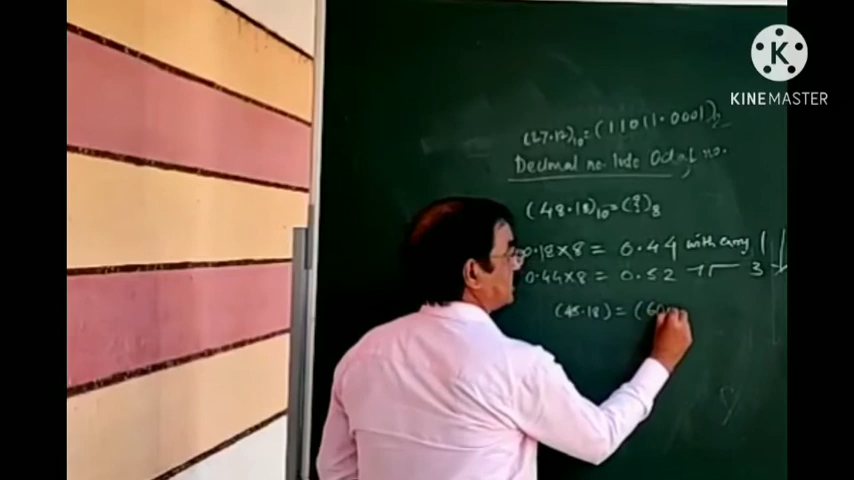 KINEMASTER
(27.12)10=(11011.0001)2
Decimal no. Into Octal no.
(48.18)10=(?)8
0.18×8= 0.44 with carry 1
0.44×8= 0.52 3
(48.18)=(60